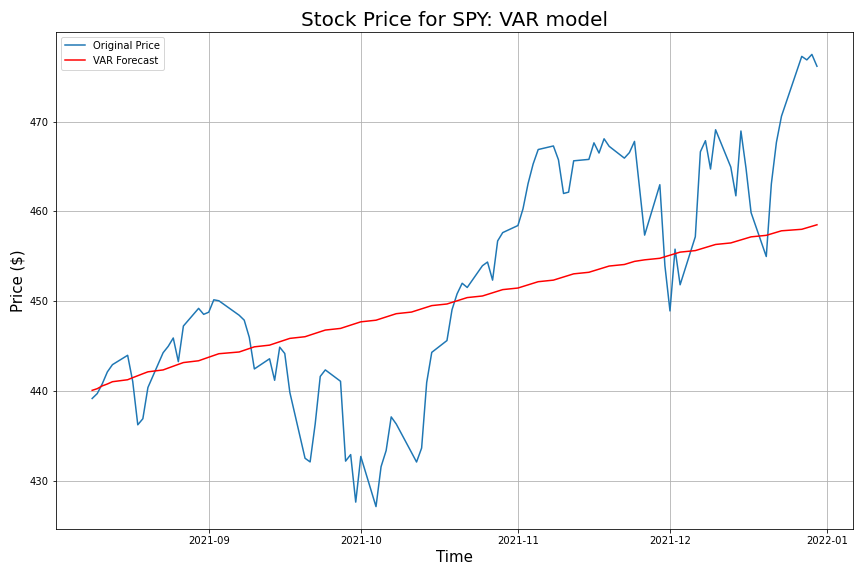 Stock Price for SPY: VAR model
Original Price
VAR Forecast
Price ($)
470
460
450
440
430
2021-09 2021-10 2021-11 2021-12 2022-01
Time